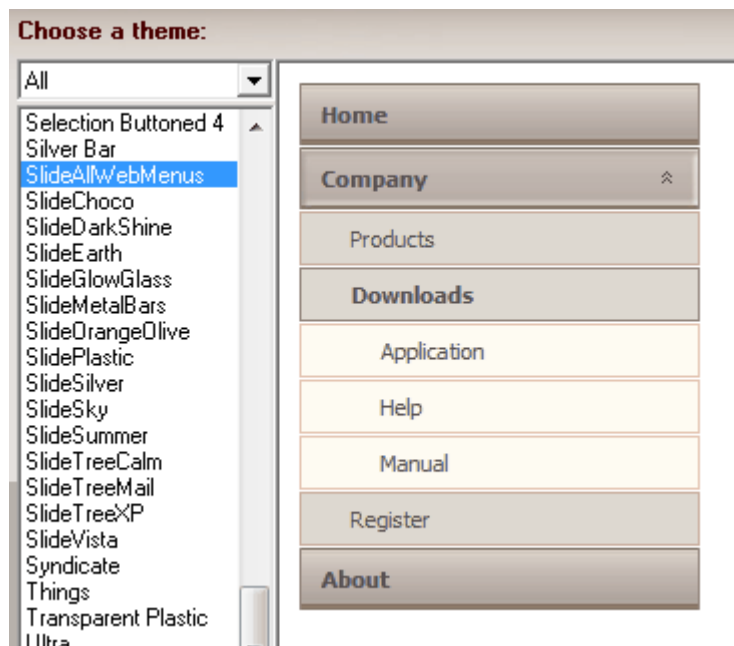 Choose a theme:
All
Selection Buttoned 4
Silver Bar
SlideAllWebMenus
SlideChoco
SlideDarkShine
SlideEarth
SlideGlowGlass
SlideMetalBars
SlideOrangeOlive
SlidePlastic
SlideSilver
SlideSky
SlideSummer
SlideTreeCalm
SlideTreeMail
SlideTreeXP
SlideVista
Syndicate
Things
Transparent Plastic
Ultra
Home
Company
Products
Downloads
Application
Help
Manual
Register
About